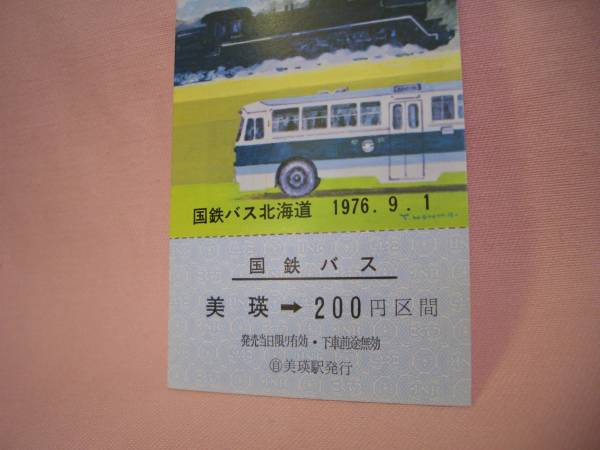 国鉄バス北海道 1976.9.1
国鉄バス
美瑛➡200円区間
発売当日限り有効・下車前途無効
㊐美瑛駅発行